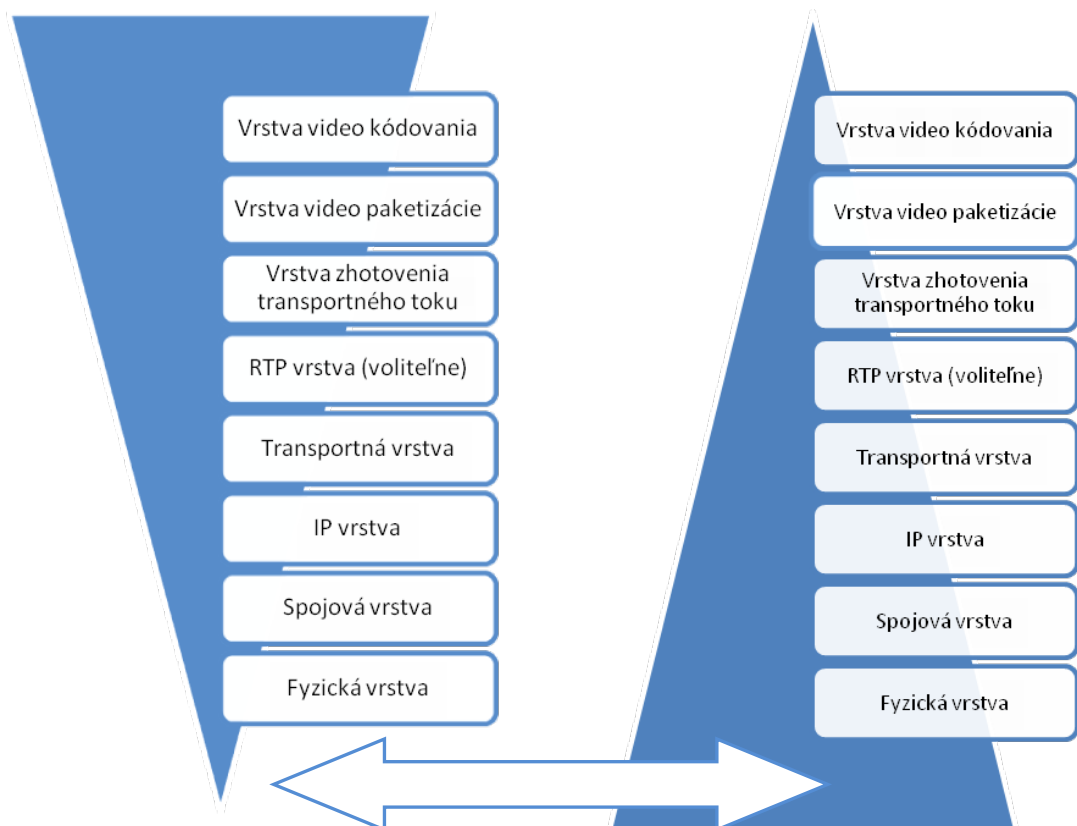 Vrstva video kódovania
Vrstva video paketizácie
Vrstva zhotovenia
transportného toku
RTP vrstva (voliteľne)
Transportná vrstva
IP vrstva
Spojová vrstva
Fyzická vrstva
Vrstva video kódovania
Vrstva video paketizácie
Vrstva zhotovenia
transportného toku
RTP vrstva (voliteľne)
Transportná vrstva
IP vrstva
Spojová vrstva
Fyzická vrstva